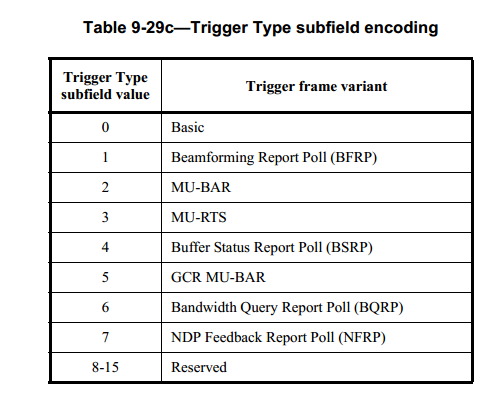 Table 9-29c—Trigger Type subfield encoding
Trigger Type
subfield value
Trigger frame variant
0 Basic
1 Beamforming Report Poll (BFRP)
2 MU-BAR
3 MU-RTS
4 Buffer Status Report Poll (BSRP)
5 GCR MU-BAR
6 Bandwidth Query Report Poll (BQRP)
7 NDP Feedback Report Poll (NFRP)
8-15 Reserved